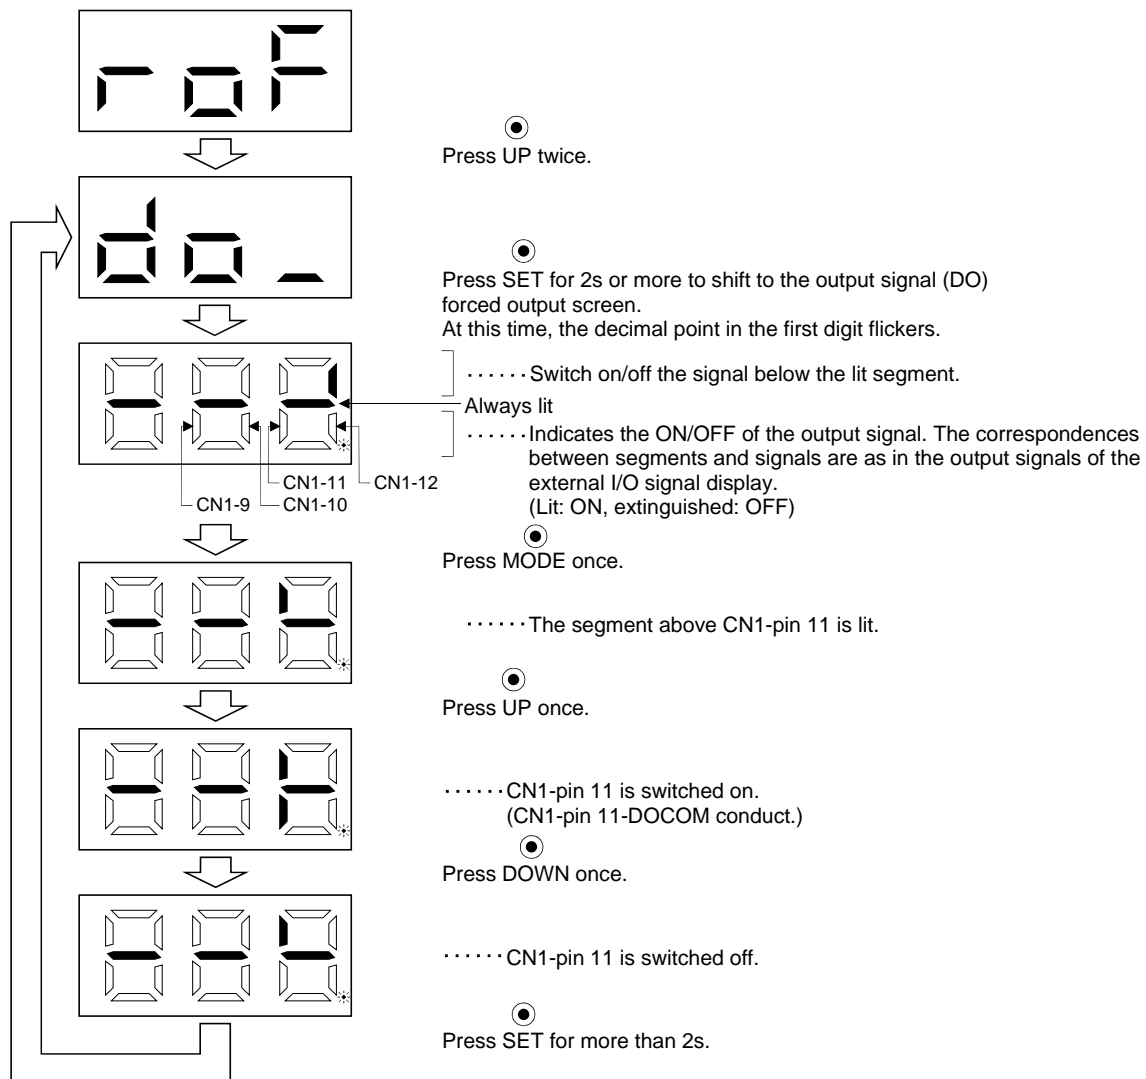 roF
Press UP twice.
do_
Press SET for 2s or more to shift to the output signal (DO)
forced output screen.
At this time, the decimal point in the first digit flickers.
······Switch on/off the signal below the lit segment.
Always lit
······Indicates the ON/OFF of the output signal. The correspondences
between segments and signals are as in the output signals of the
external I/O signal display.
(Lit: ON, extinguished: OFF)
CN1-11
CN1-12
CN1-9
CN1-10
Press MODE once.
······The segment above CN1-pin 11 is lit.
Press UP once.
······CN1-pin 11 is switched on.
(CN1-pin 11-DOCOM conduct.)
Press DOWN once.
······CN1-pin 11 is switched off.
Press SET for more than 2s.